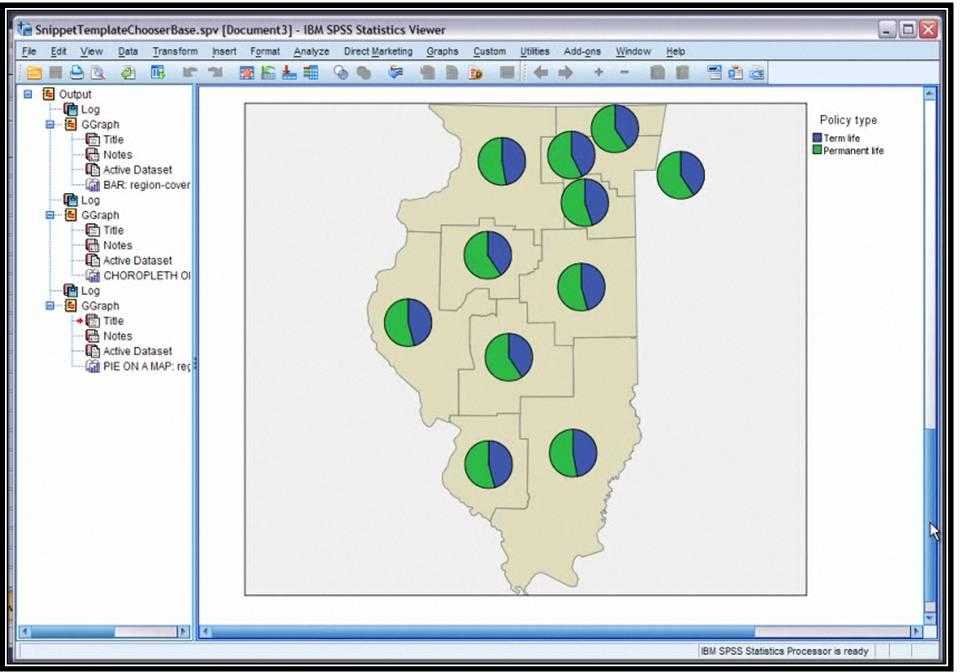 SnippetTemplateChooserBase.spv [Document3] - IBM SPSS Statistics Viewer
File Edit View Data Transform Insert Format Analyze Direct Marketing Graphs Custom Utilities Add-ons Window Help
Output
Log
GGraph
Title
Notes
Active Dataset
BAR: region-cover
Log
GGraph
Title
Notes
Active Dataset
CHOROPLETH O
Log
GGraph
Title
Notes
Active Dataset
PIE ON A MAP: reg
Policy type
Term life
Permanent life
IBM SPSS Statistics Processor is ready